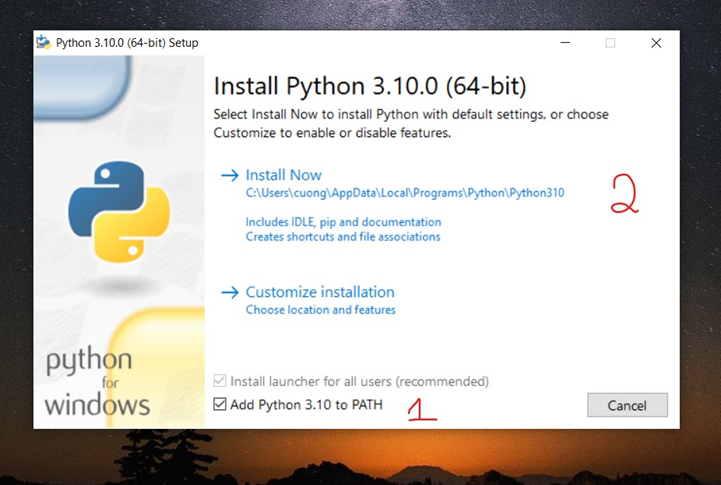 Python 3.10.0 (64-bit) Setup
Install Python 3.10.0 (64-bit)
Select Install Now to install Python with default settings, or choose
Customize to enable or disable features.
→ Install Now
C:\Users\cuong\AppData\Local\Programs\Python\Python310
2
Includes IDLE, pip and documentation
Creates shortcuts and file associations
→ Customize installation
Choose location and features
python
for
windows
Install launcher for all users (recommended)
Add Python 3.10 to PATH
1
Cancel